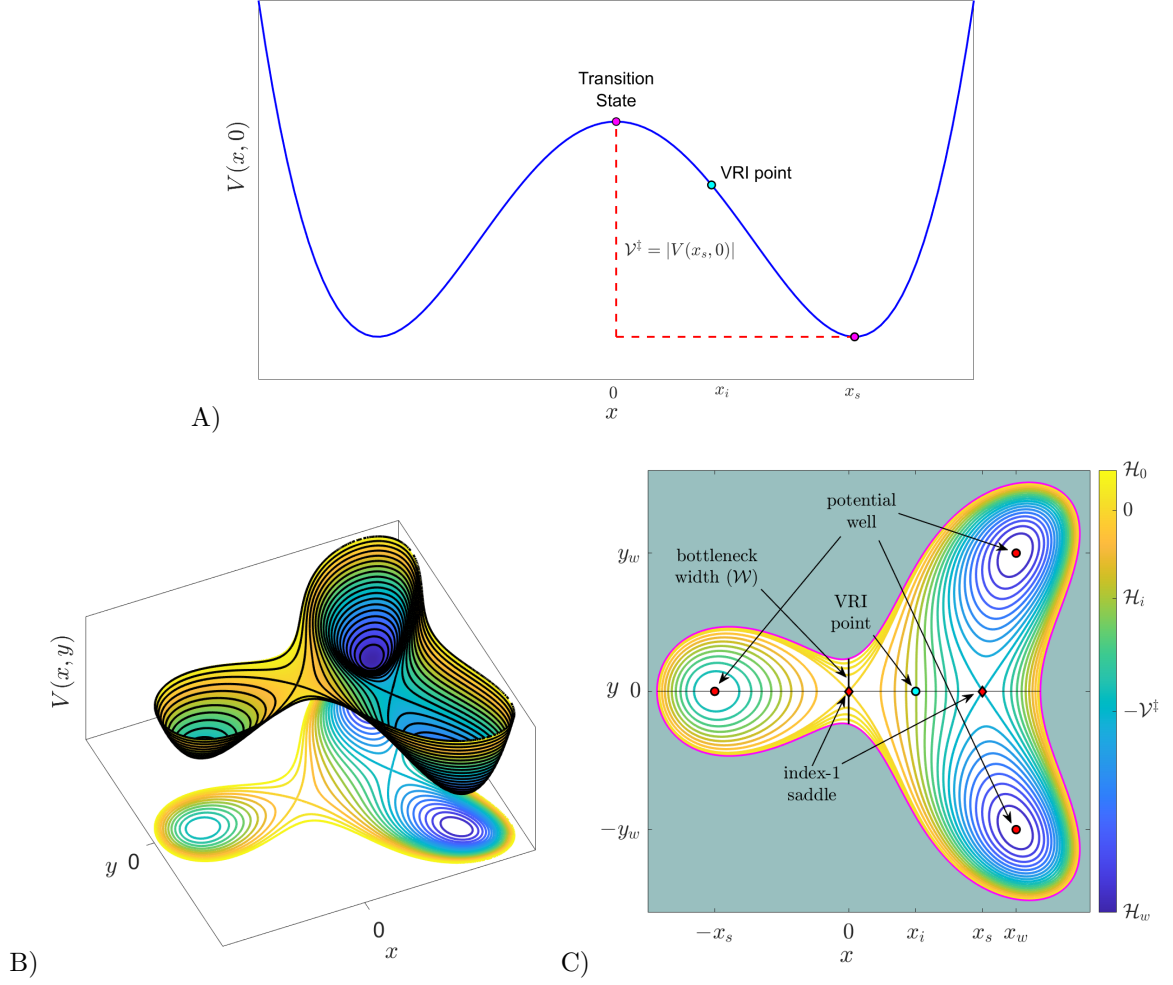 Transition
State
VRI point
V(x, 0)
𝒱‡ = |V(x_s, 0)|
0
x_i
x_s
x
A)
V(x, y)
y
0
0
x
B)
potential
well
bottleneck
width (𝒲)
VRI
point
index-1
saddle
y_w
y 0
−y_w
−x_s
0
x_i
x_s
x_w
x
ℋ_0
0
ℋ_i
−𝒱‡
ℋ_w
C)